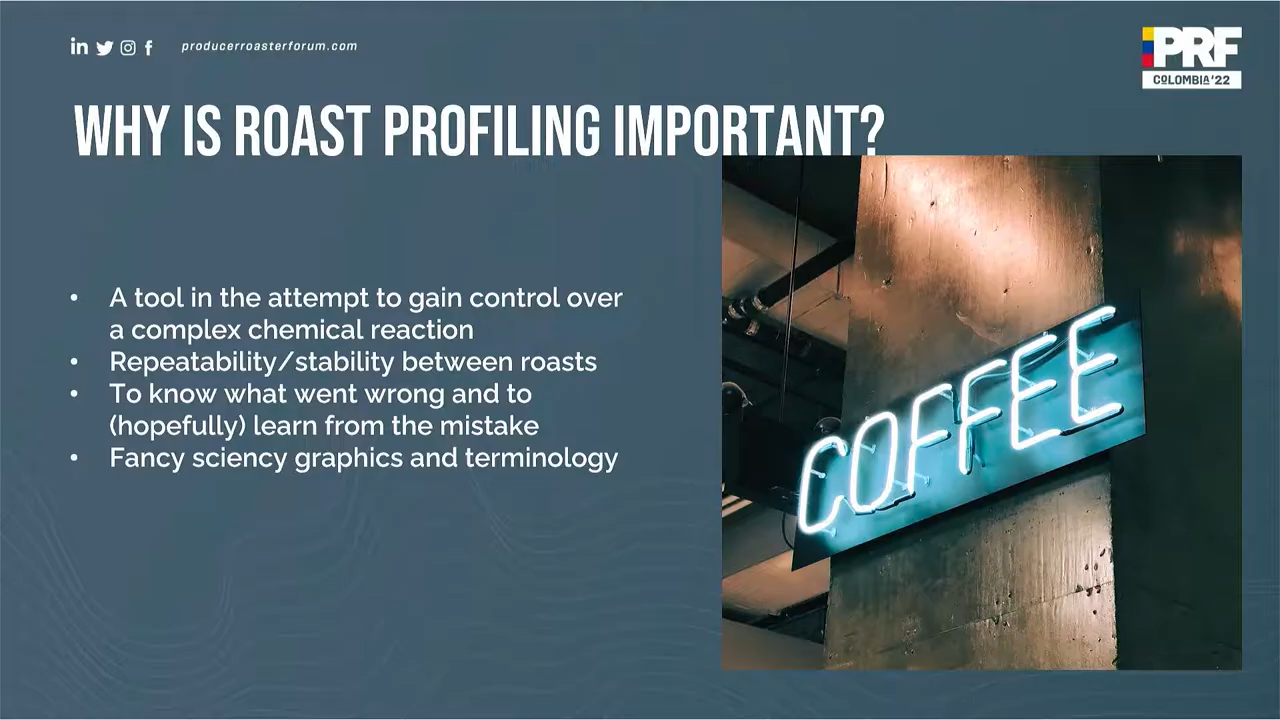 in f
producerroasterforum.com
PRF
COLOMBIA'22
WHY IS ROAST PROFILING IMPORTANT?
• A tool in the attempt to gain control over
a complex chemical reaction
• Repeatability/stability between roasts
• To know what went wrong and to
(hopefully) learn from the mistake
• Fancy sciency graphics and terminology
COFFEE